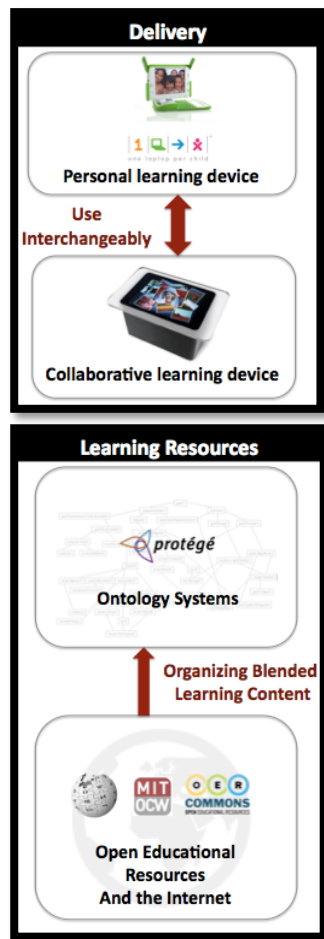 Delivery
1
one laptop per child
Personal learning device
Use
Interchangeably
Collaborative learning device
Learning Resources
protégé
Ontology Systems
Organizing Blended
Learning Content
MIT
OCW
OER
COMMONS
OPEN EDUCATIONAL RESOURCES
Open Educational
Resources
And the Internet